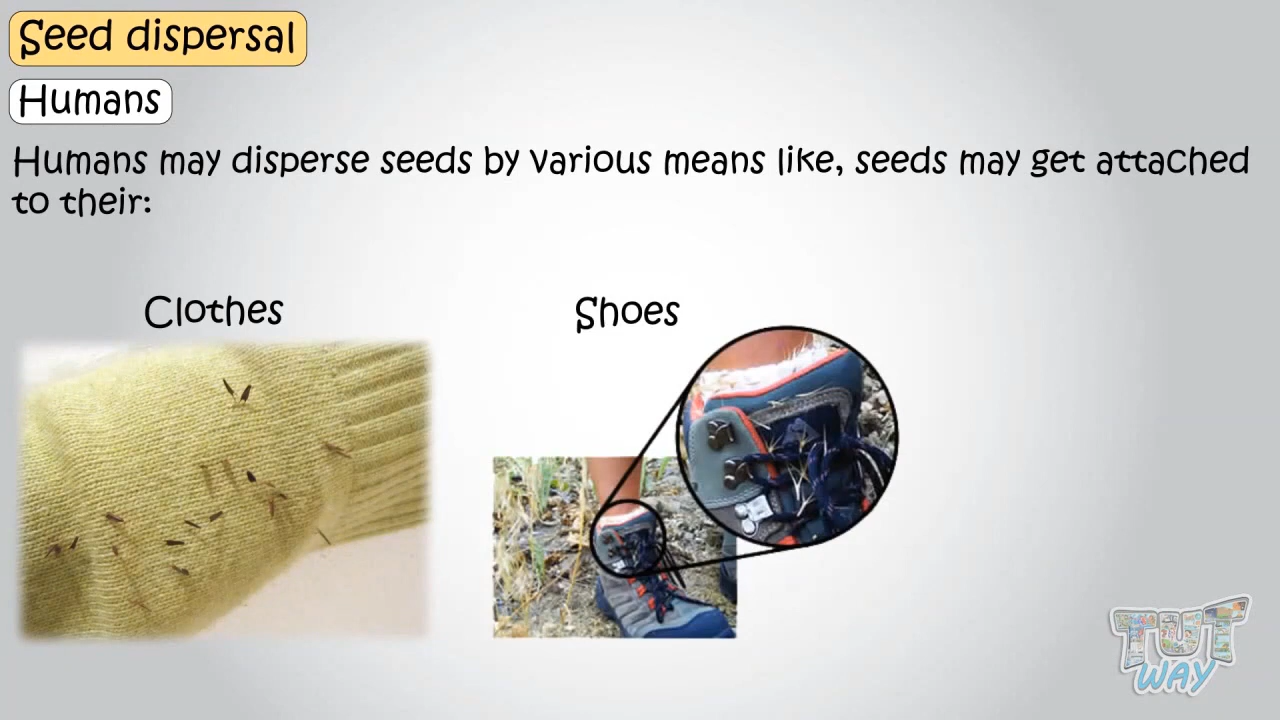 Seed dispersal
Humans
Humans may disperse seeds by various means like, seeds may get attached
to their:
Clothes
Shoes
TUT
WAY